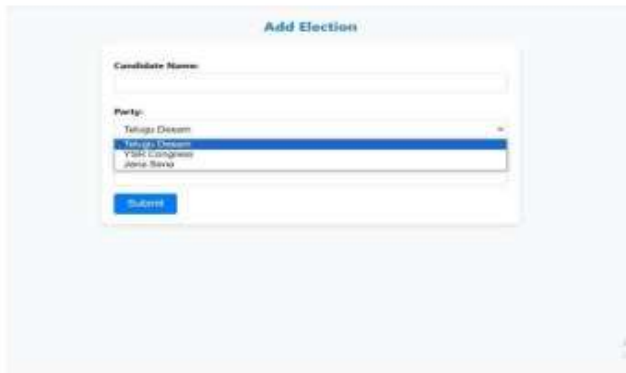 Add Election
Candidate Name:
Party:
Telugu Desam
Telugu Desam
YSR Congress
Jana Sena
Submit